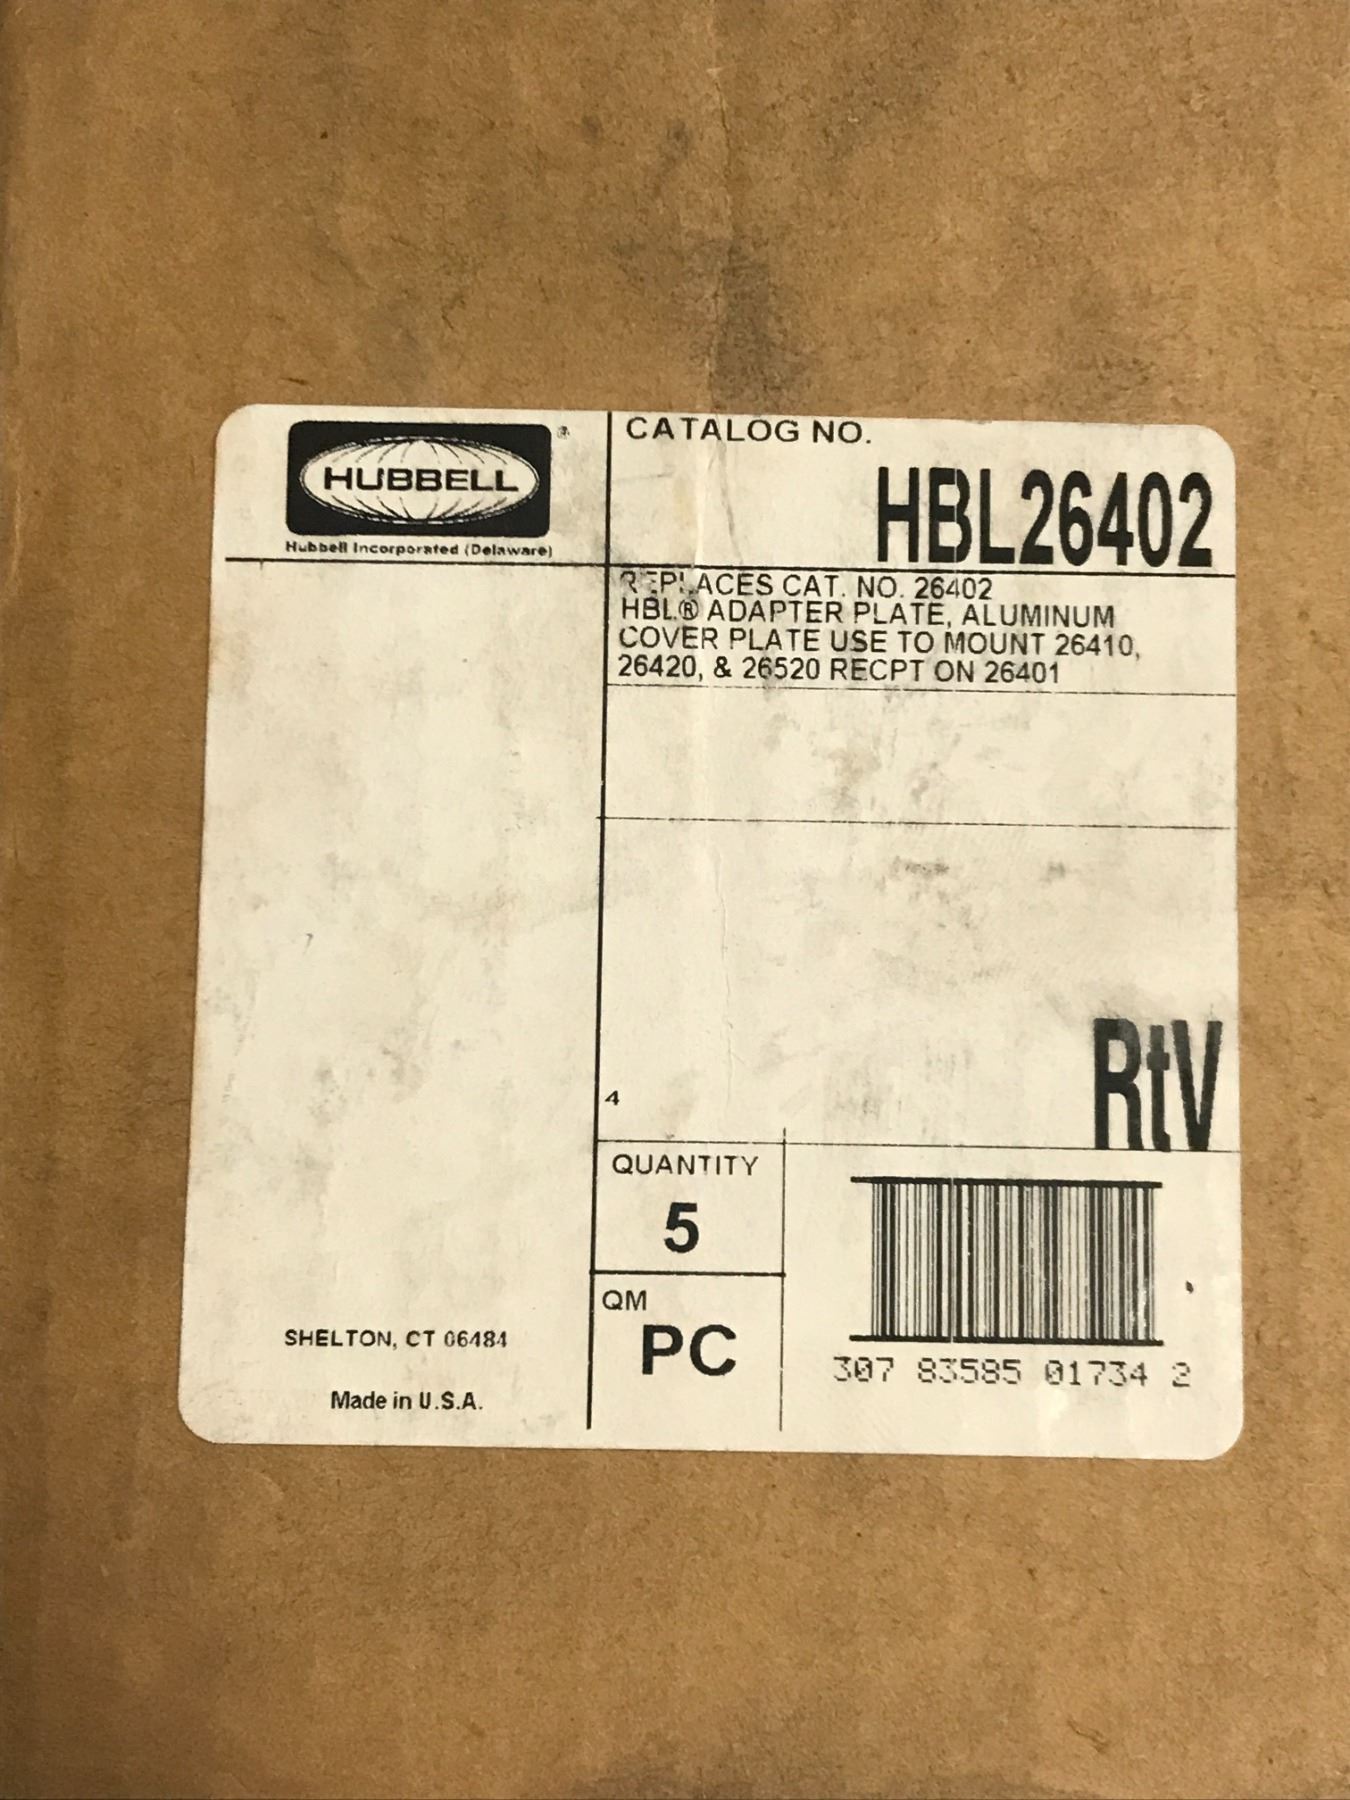 HUBBELL ®
Hubbell Incorporated (Delaware)
CATALOG NO.
HBL26402
REPLACES CAT. NO. 26402
HBL® ADAPTER PLATE, ALUMINUM
COVER PLATE USE TO MOUNT 26410,
26420, & 26520 RECPT ON 26401
RtV
4
QUANTITY
5
QM
PC
307 83585 01734 2
SHELTON, CT 06484
Made in U.S.A.